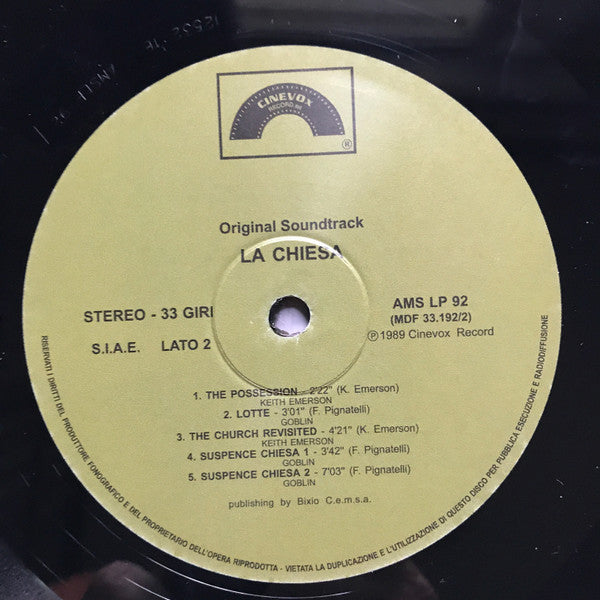 CINEVOX
RECORD
®
Original Soundtrack
LA CHIESA
STEREO - 33 GIRI
AMS LP 92
(MDF 33.192/2)
S.I.A.E. LATO 2
℗1989 Cinevox Record
1. THE POSSESSION - 2'22" (K. Emerson)
KEITH EMERSON
2. LOTTE - 3'01" (F. Pignatelli)
GOBLIN
3. THE CHURCH REVISITED - 4'21" (K. Emerson)
KEITH EMERSON
4. SUSPENCE CHIESA 1 - 3'42" (F. Pignatelli)
GOBLIN
5. SUSPENCE CHIESA 2 - 7'03" (F. Pignatelli)
GOBLIN
publishing by Bixio C.e.m.s.a.
RISERVATI I DIRITTI DEL PRODUTTORE FONOGRAFICO E DEL PROPRIETARIO DELL'OPERA RIPRODOTTA - VIETATA LA DUPLICAZIONE E L'UTILIZZAZIONE DI QUESTO DISCO PER PUBBLICA ESECUZIONE E RADIODIFFUSIONE